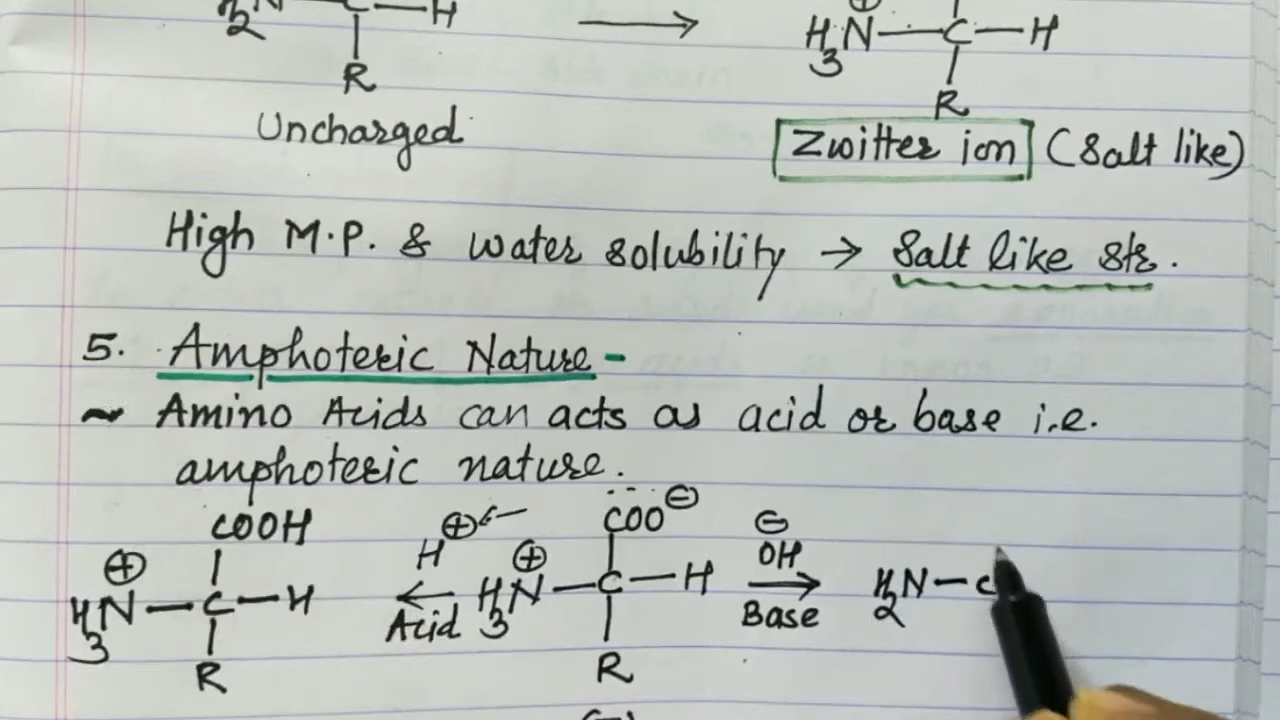 H₂N—C—H → H₃N⊕—C—H
R R
Uncharged
Zwitter ion (Salt like)
High M.P. & water solubility → Salt like str.
5. Amphoteric Nature -
~ Amino Acids can acts as acid or base i.e.
amphoteric nature.
COOH H⊕ COO⊖ ⊖OH
H₃N⊕—C—H ← H₃N⊕—C—H → H₂N—C
Acid Base
R R